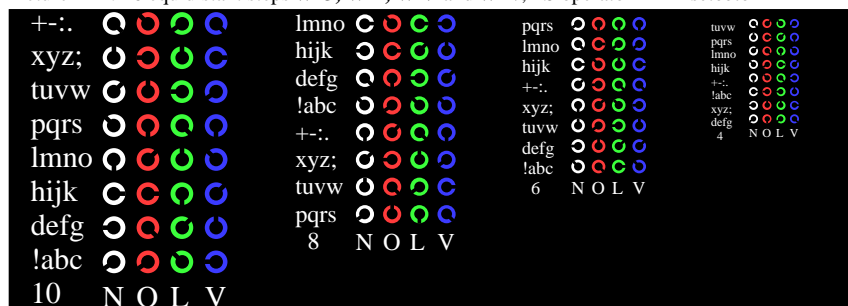 +-:.
xyz;
tuvw
pqrs
lmno
hijk
defg
!abc
10 N O L V
lmno
hijk
defg
!abc
+-:.
xyz;
tuvw
pqrs
8 N O L V
pqrs
lmno
hijk
+-:.
xyz;
tuvw
defg
!abc
6 N O L V
tuvw
pqrs
lmno
hijk
+-:.
!abc
xyz;
defg
4 N O L V